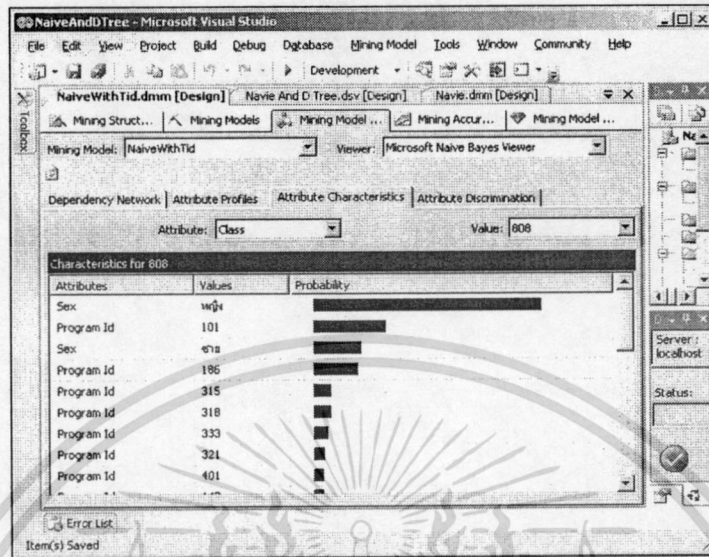 NaiveAndDTree - Microsoft Visual Studio
File Edit View Project Build Debug Database Mining Model Tools Window Community Help
Development
NaiveWithTid.dmm [Design] Navie And D Tree.dsv [Design] Navie.dmm [Design]
Toolbox
Mining Struct... Mining Models Mining Model ... Mining Accur... Mining Model ...
Mining Model: NaiveWithTid Viewer: Microsoft Naive Bayes Viewer
Dependency Network Attribute Profiles Attribute Characteristics Attribute Discrimination
Attribute: Class Value: 808
Characteristics for 808
Attributes Values Probability
Sex หญิง
Program Id 101
Sex ชาย
Program Id 186
Program Id 315
Program Id 318
Program Id 333
Program Id 321
Program Id 401
Server :
localhost
Status:
Error List
Item(s) Saved